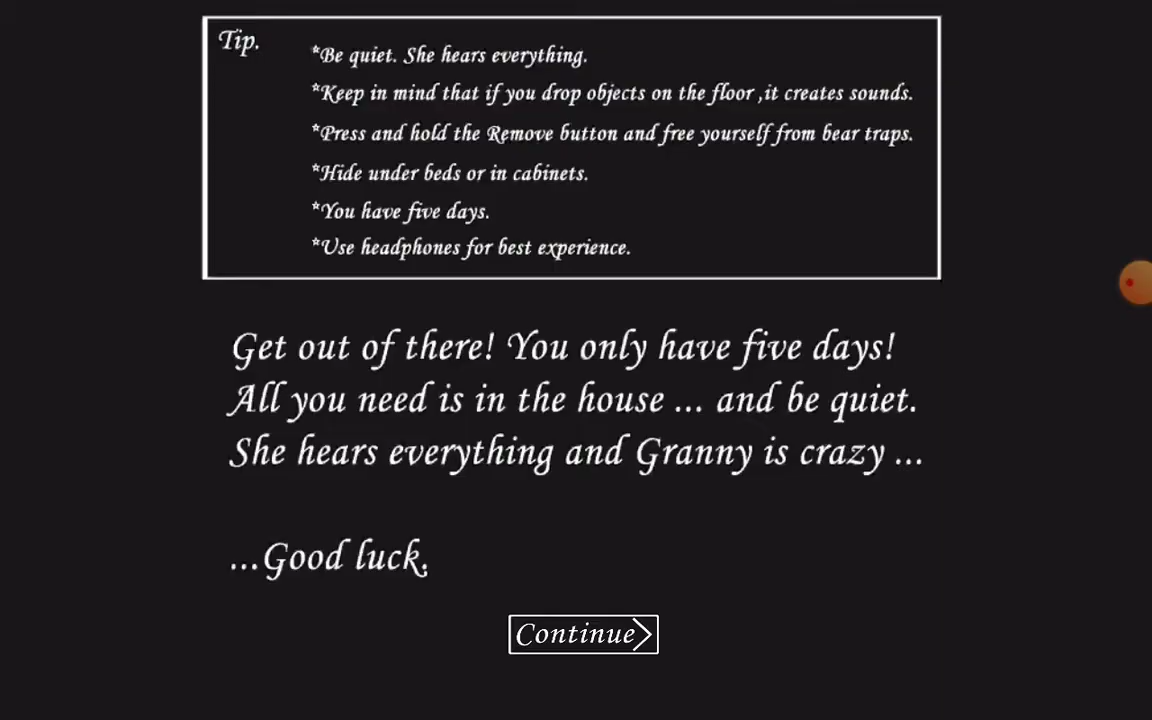 Tip.
*Be quiet. She hears everything.
*Keep in mind that if you drop objects on the floor ,it creates sounds.
*Press and hold the Remove button and free yourself from bear traps.
*Hide under beds or in cabinets.
*You have five days.
*Use headphones for best experience.
Get out of there! You only have five days!
All you need is in the house ... and be quiet.
She hears everything and Granny is crazy ...
...Good luck.
Continue